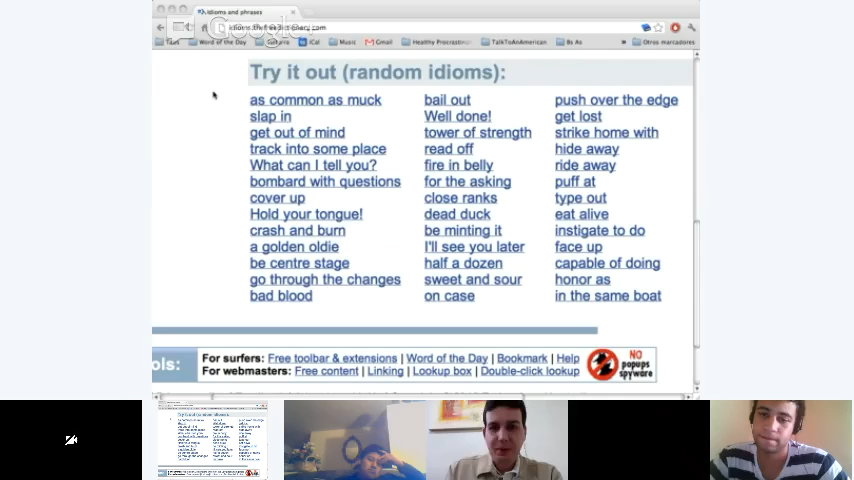 Idioms and phrases
idioms.thefreedictionary.com
Google
Word of the Day
iCal
Music
Gmail
Healthy Procrastinat
TalkToAnAmerican
Bs As
Otros marcadores
Try it out (random idioms):
as common as muck
slap in
get out of mind
track into some place
What can I tell you?
bombard with questions
cover up
Hold your tongue!
crash and burn
a golden oldie
be centre stage
go through the changes
bad blood
bail out
Well done!
tower of strength
read off
fire in belly
for the asking
close ranks
dead duck
be minting it
I'll see you later
half a dozen
sweet and sour
on case
push over the edge
get lost
strike home with
hide away
ride away
puff at
type out
eat alive
instigate to do
face up
capable of doing
honor as
in the same boat
ols:
For surfers: Free toolbar & extensions | Word of the Day | Bookmark | Help
For webmasters: Free content | Linking | Lookup box | Double-click lookup
NO
popups
spyware